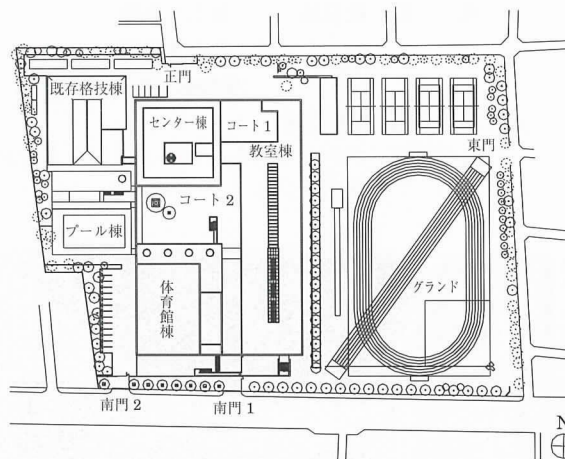 正門
既存格技棟
センター棟
コート1
教室棟
東門
コート2
プール棟
体育館棟
グランド
南門2
南門1
N